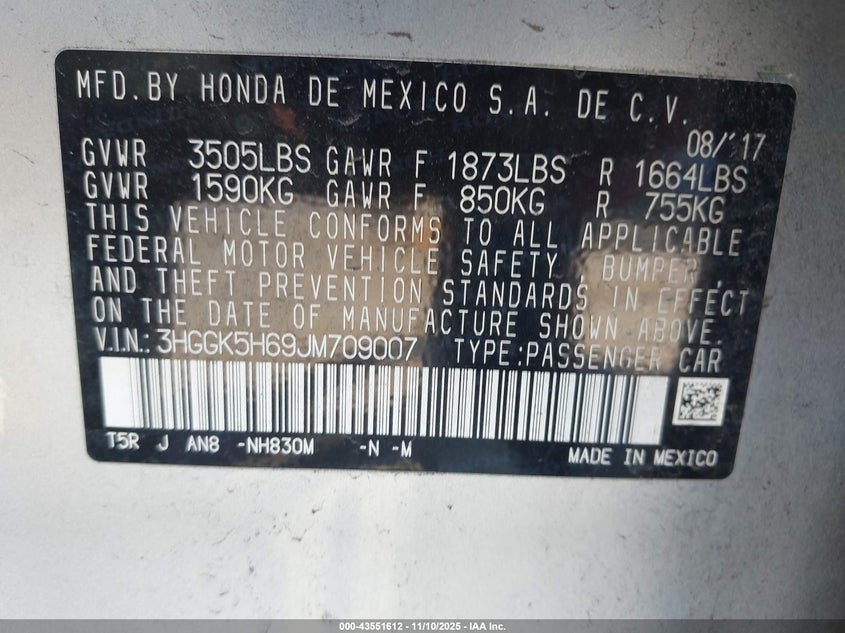 MFD. BY HONDA DE MEXICO S.A. DE C.V.
08/'17
GVWR 3505LBS GAWR F 1873LBS R 1664LBS
GVWR 1590KG GAWR F 850KG R 755KG
THIS VEHICLE CONFORMS TO ALL APPLICABLE
FEDERAL MOTOR VEHICLE SAFETY, BUMPER,
AND THEFT PREVENTION STANDARDS IN EFFECT
ON THE DATE OF MANUFACTURE SHOWN ABOVE.
V.I.N.: 3HGGK5H69JM709007 TYPE:PASSENGER CAR
T5R J AN8 -NH830M -N -M MADE IN MEXICO
000-43551612 - 11/10/2025 - IAA Inc.